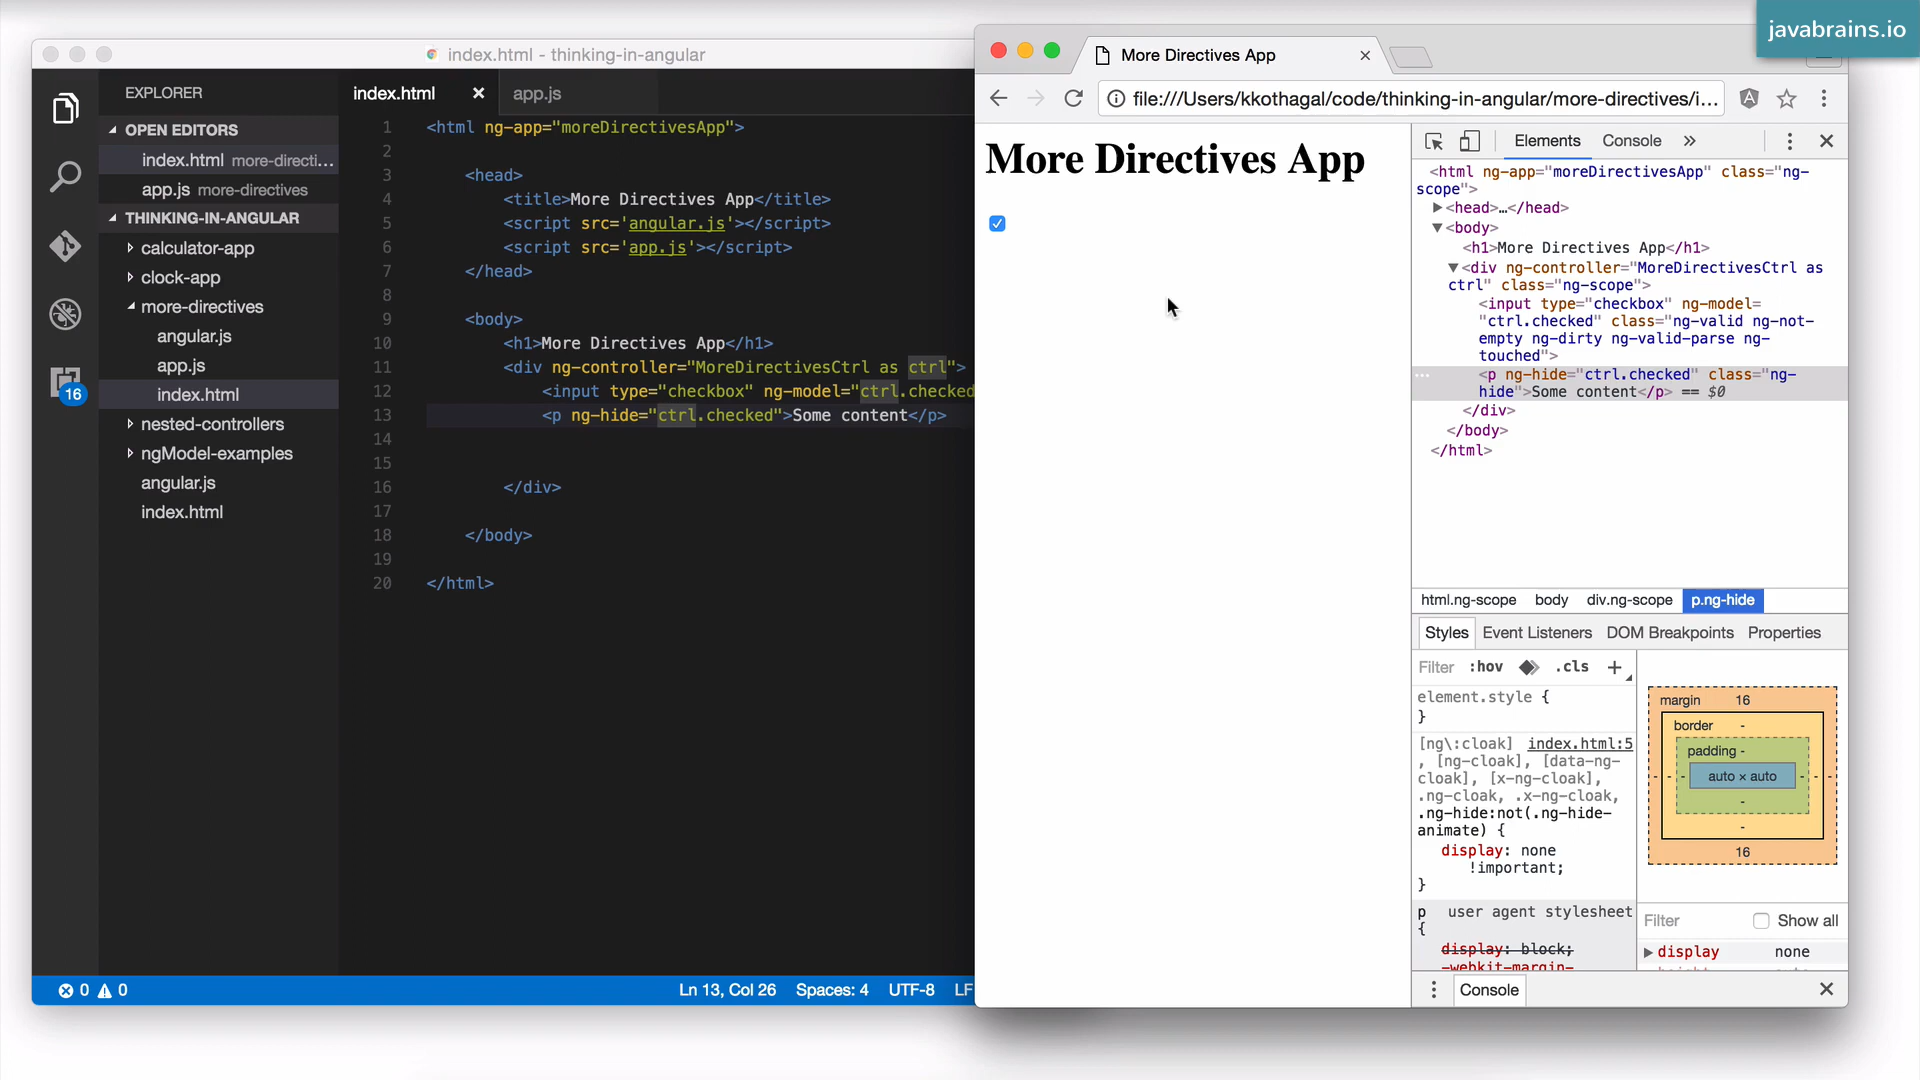 javabrains.io
index.html - thinking-in-angular
EXPLORER
OPEN EDITORS
index.html more-directi...
app.js more-directives
THINKING-IN-ANGULAR
calculator-app
clock-app
more-directives
angular.js
app.js
index.html
nested-controllers
ngModel-examples
angular.js
index.html
16
index.html
app.js
1 <html ng-app="moreDirectivesApp">
2
3 <head>
4 <title>More Directives App</title>
5 <script src='angular.js'></script>
6 <script src='app.js'></script>
7 </head>
8
9 <body>
10 <h1>More Directives App</h1>
11 <div ng-controller="MoreDirectivesCtrl as ctrl">
12 <input type="checkbox" ng-model="ctrl.checked
13 <p ng-hide="ctrl.checked">Some content</p>
14
15
16 </div>
17
18 </body>
19
20 </html>
0 0
Ln 13, Col 26 Spaces: 4 UTF-8 LF
More Directives App
file:///Users/kkothagal/code/thinking-in-angular/more-directives/i...
More Directives App
Elements Console
<html ng-app="moreDirectivesApp" class="ng-
scope">
<head>…</head>
<body>
<h1>More Directives App</h1>
<div ng-controller="MoreDirectivesCtrl as
ctrl" class="ng-scope">
<input type="checkbox" ng-model=
"ctrl.checked" class="ng-valid ng-not-
empty ng-dirty ng-valid-parse ng-
touched">
<p ng-hide="ctrl.checked" class="ng-
hide">Some content</p> == $0
</div>
</body>
</html>
html.ng-scope body div.ng-scope p.ng-hide
Styles Event Listeners DOM Breakpoints Properties
Filter :hov .cls +
element.style {
}
[ng\:cloak] index.html:5
, [ng-cloak], [data-ng-
cloak], [x-ng-cloak],
.ng-cloak, .x-ng-cloak,
.ng-hide:not(.ng-hide-
animate) {
display: none
!important;
}
p user agent stylesheet
{
display: block;
-webkit-margin-
margin 16
border -
padding -
auto × auto
-
-
16
Filter Show all
display none
Console